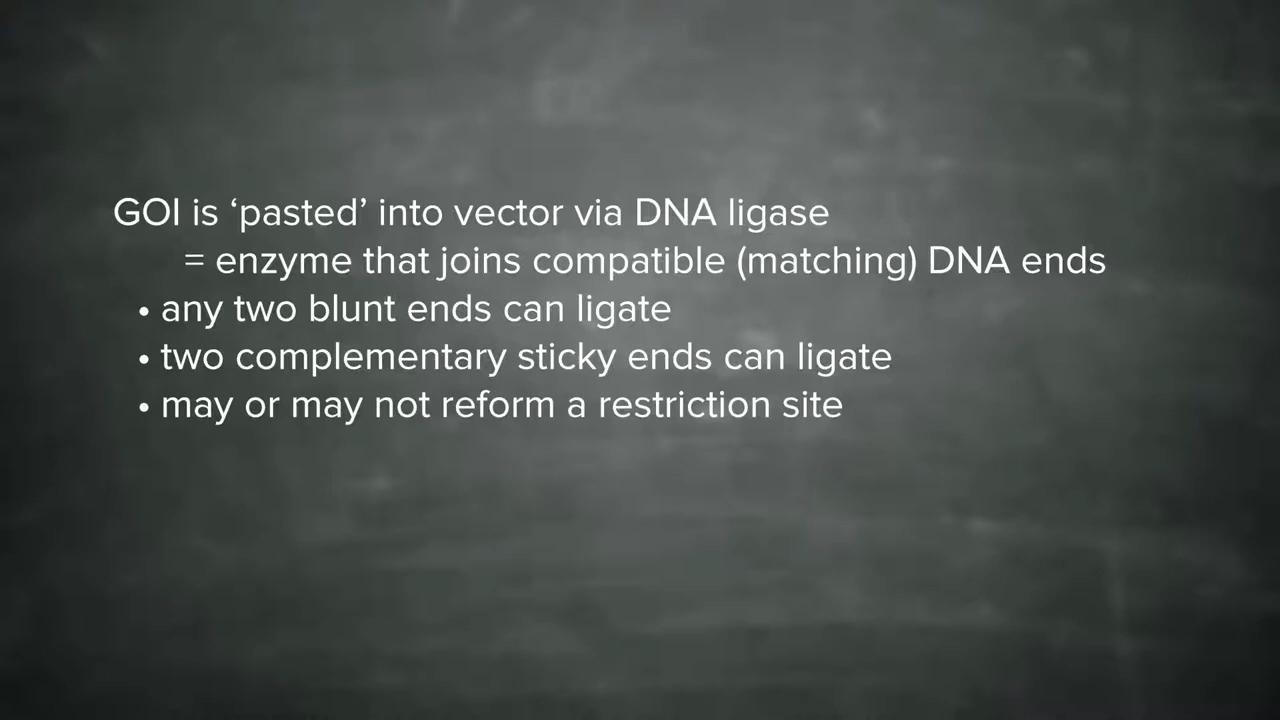 GOI is ‘pasted’ into vector via DNA ligase
= enzyme that joins compatible (matching) DNA ends
• any two blunt ends can ligate
• two complementary sticky ends can ligate
• may or may not reform a restriction site